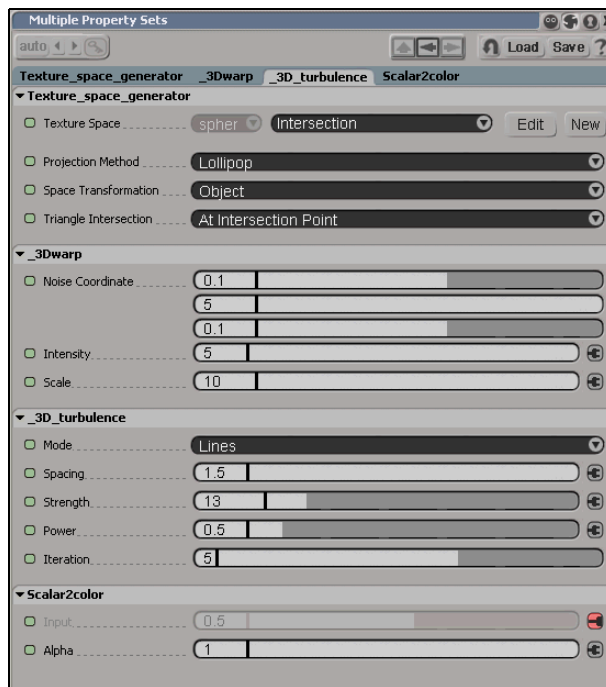 Multiple Property Sets
auto
Load Save ?
Texture_space_generator _3Dwarp _3D_turbulence Scalar2color
Texture_space_generator
Texture Space spher Intersection Edit New
Projection Method Lollipop
Space Transformation Object
Triangle Intersection At Intersection Point
_3Dwarp
Noise Coordinate 0.1
5
0.1
Intensity 5
Scale 10
_3D_turbulence
Mode Lines
Spacing 1.5
Strength 13
Power 0.5
Iteration 5
Scalar2color
Input 0.5
Alpha 1